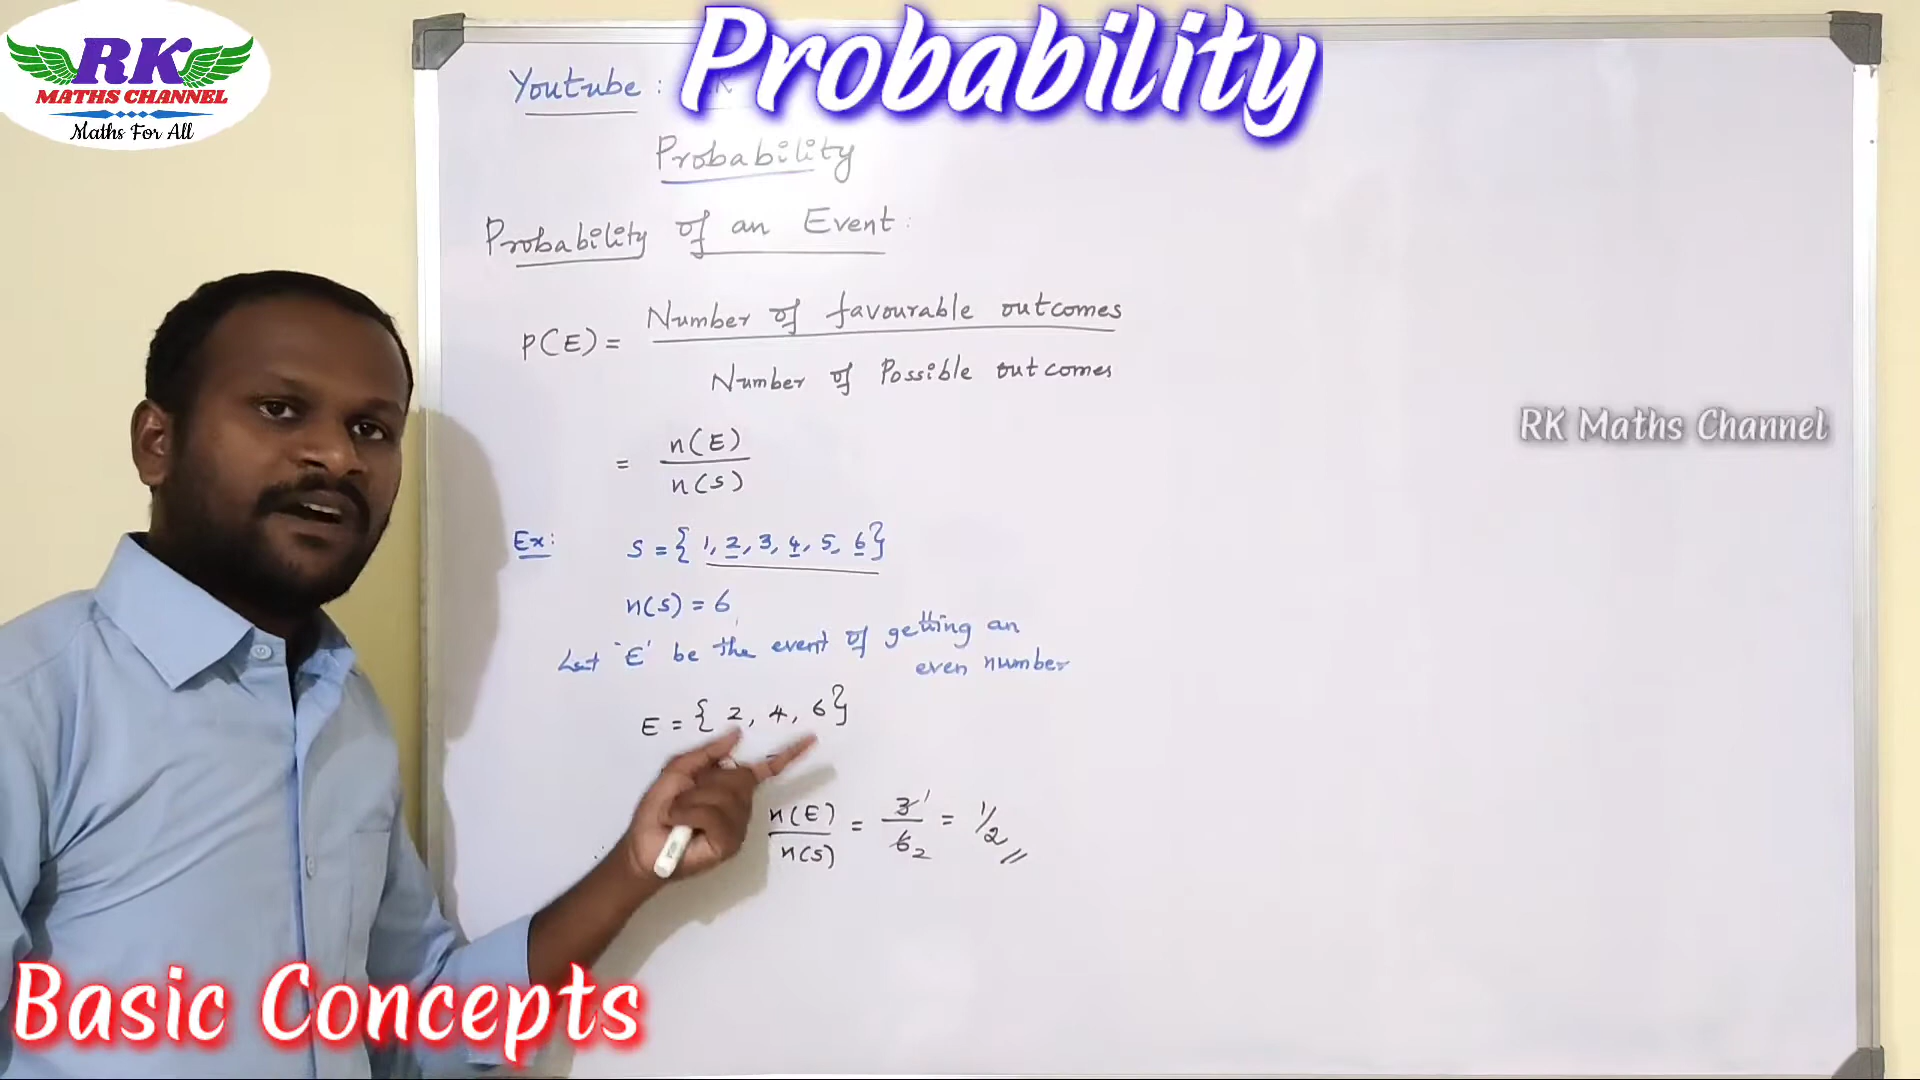 RK
MATHS CHANNEL
Maths For All
Probability
Youtube :
Probability
Probability of an Event:
P(E) = Number of favourable outcomes
Number of Possible outcomes
= n(E)
n(S)
RK Maths Channel
Ex: S = { 1, 2, 3, 4, 5, 6}
n(S) = 6
Let 'E' be the event of getting an
even number
E = { 2, 4, 6}
n(E) = 3 1 = 1/2
n(S) 6 2
Basic Concepts